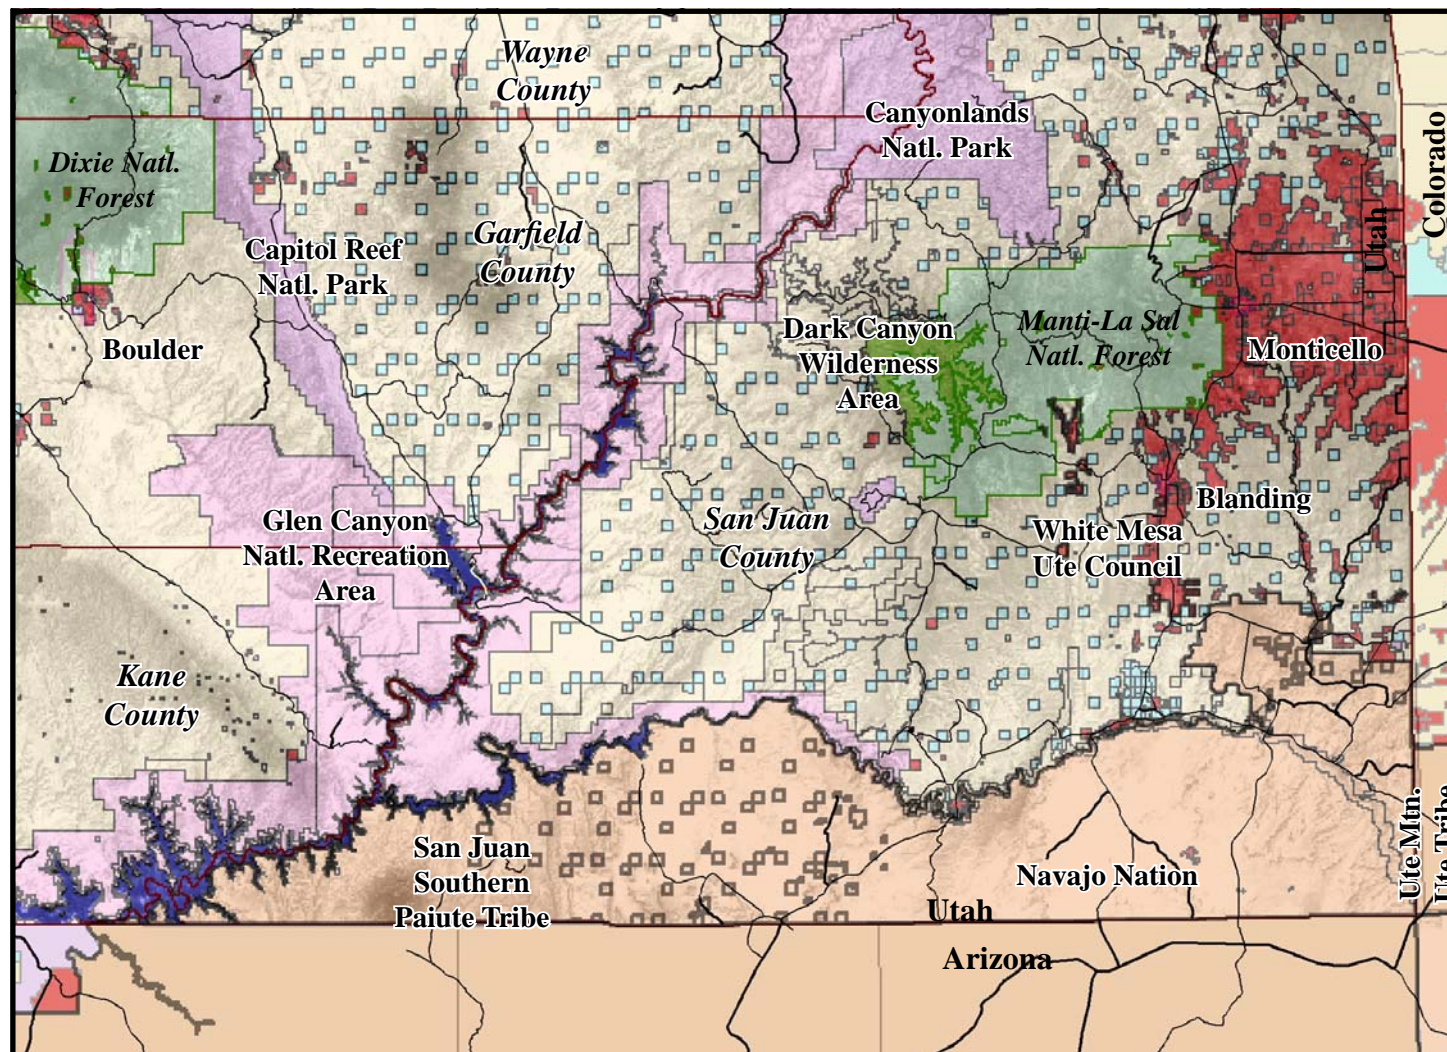 Wayne
County
Canyonlands
Natl. Park
Colorado
Dixie Natl.
Forest
Utah
Capitol Reef
Natl. Park
Garfield
County
Boulder
Dark Canyon
Wilderness
Area
Manti-La Sal
Natl. Forest
Monticello
Glen Canyon
Natl. Recreation
Area
San Juan
County
Blanding
White Mesa
Ute Council
Kane
County
San Juan
Southern
Paiute Tribe
Navajo Nation
Ute Mtn.
Ute Tribe
Utah
Arizona